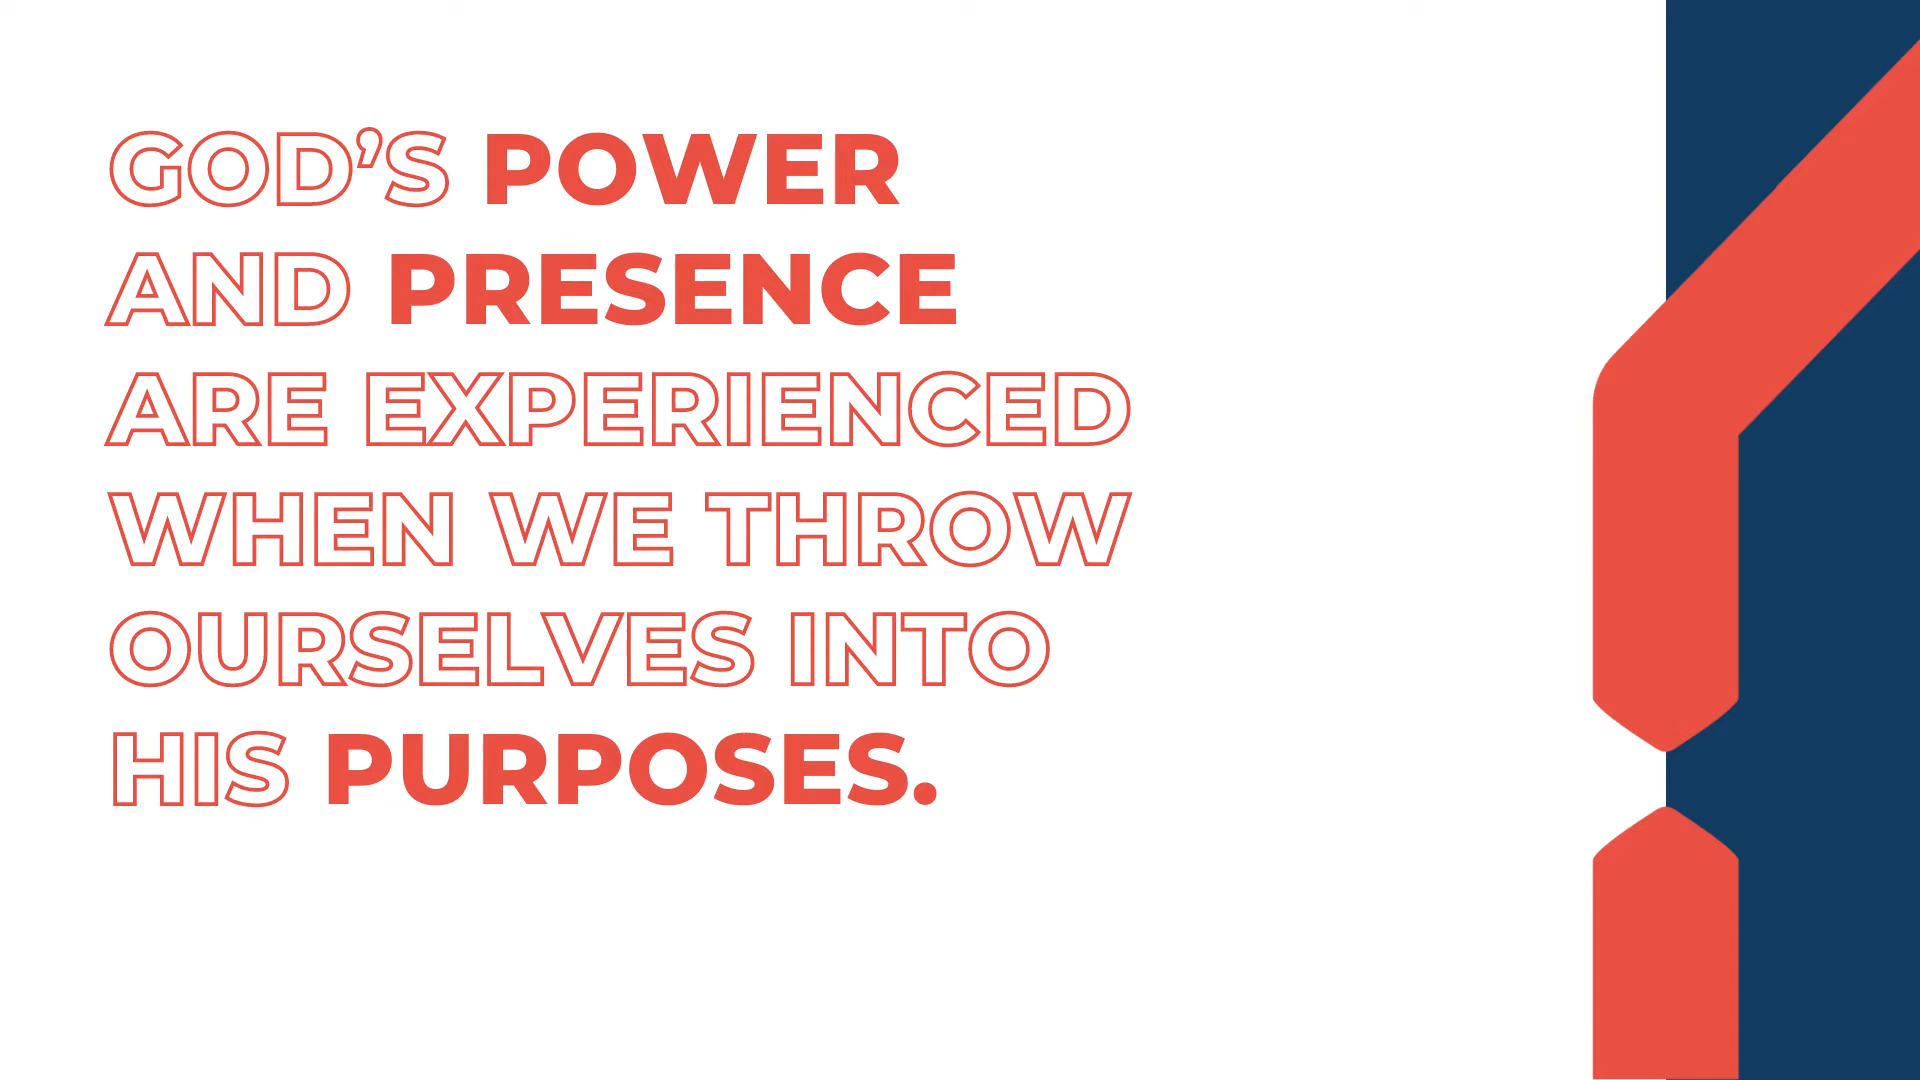 GOD’S POWER
AND PRESENCE
ARE EXPERIENCED
WHEN WE THROW
OURSELVES INTO
HIS PURPOSES.